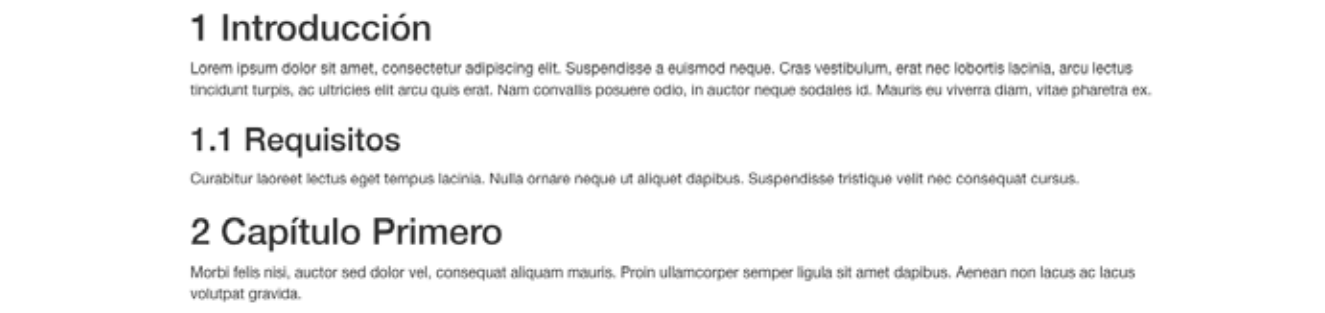 1 Introducción
Lorem ipsum dolor sit amet, consectetur adipiscing elit. Suspendisse a euismod neque. Cras vestibulum, erat nec lobortis lacinia, arcu lectus
tincidunt turpis, ac ultricies elit arcu quis erat. Nam convallis posuere odio, in auctor neque sodales id. Mauris eu viverra diam, vitae pharetra ex.
1.1 Requisitos
Curabitur laoreet lectus eget tempus lacinia. Nulla ornare neque ut aliquet dapibus. Suspendisse tristique velit nec consequat cursus.
2 Capítulo Primero
Morbi felis nisi, auctor sed dolor vel, consequat aliquam mauris. Proin ullamcorper semper ligula sit amet dapibus. Aenean non lacus ac lacus
volutpat gravida.